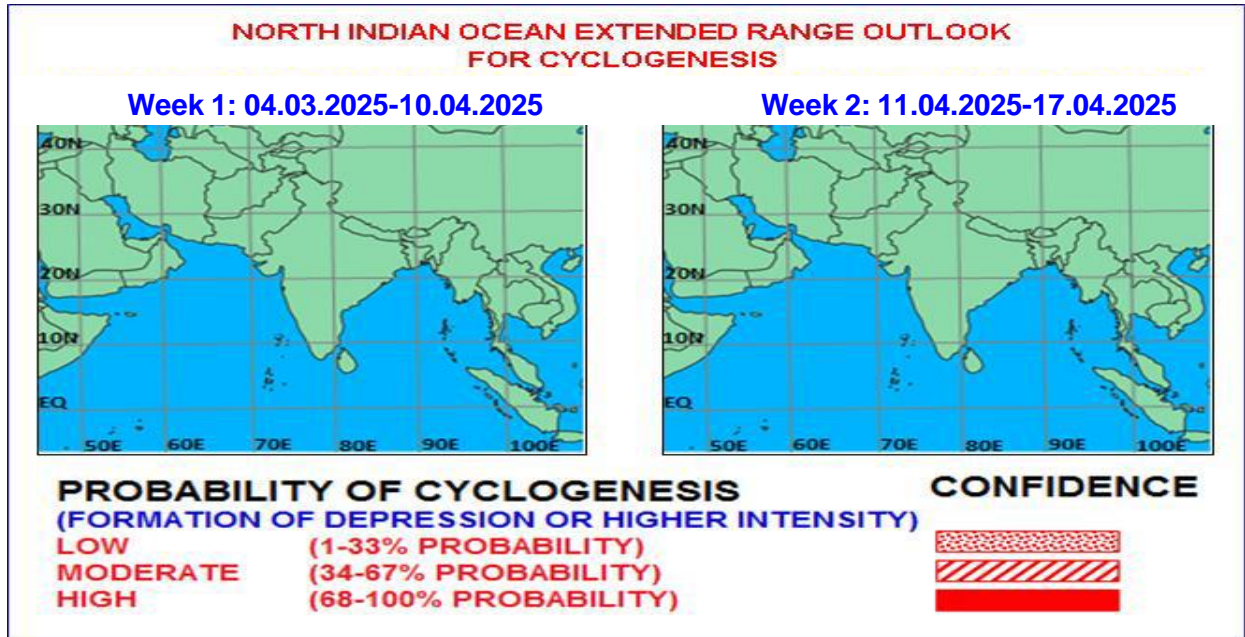 NORTH INDIAN OCEAN EXTENDED RANGE OUTLOOK
FOR CYCLOGENESIS
Week 1: 04.03.2025-10.04.2025
Week 2: 11.04.2025-17.04.2025
40N
30N
20N
10N
EQ
50E 60E 70E 80E 90E 100E
40N
30N
20N
10N
EQ
50E 60E 70E 80E 90E 100E
PROBABILITY OF CYCLOGENESIS
CONFIDENCE
(FORMATION OF DEPRESSION OR HIGHER INTENSITY)
LOW (1-33% PROBABILITY)
MODERATE (34-67% PROBABILITY)
HIGH (68-100% PROBABILITY)